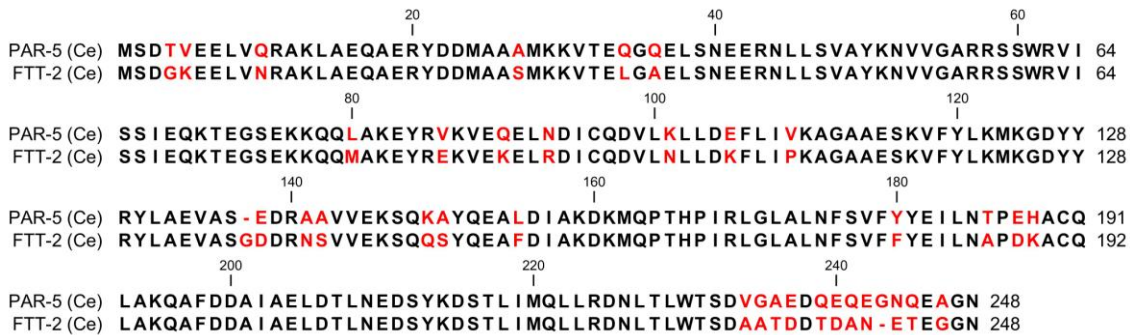 20 40 60
PAR-5 (Ce) MSDTVEELVQRAKLAEQAERYDDMAAAMKKVTEQGQELSNEERNLLSVAYKNVVGARRSSWRVI 64
FTT-2 (Ce) MSDGKEELVNRAKLAEQAERYDDMAASMKKVTELGAELSNEERNLLSVAYKNVVGARRSSWRVI 64
80 100 120
PAR-5 (Ce) SSIEQKTEGSEKKQQLAKEYRVKVEQELNDICQDVLKLLDEFLIVKAGAAESKVFYLKMKGDYY 128
FTT-2 (Ce) SSIEQKTEGSEKKQQMAKEYREKVEKELRDICQDVLNLLDKFLIPKAGAAESKVFYLKMKGDYY 128
140 160 180
PAR-5 (Ce) RYLAEVAS-EDRAAVVEKSQKAYQEALDIAKDKMQPTHPIRLGLALNFSVFYYEILNTPEHACQ 191
FTT-2 (Ce) RYLAEVASGDDRNSVVEKSQQSYQEAFDIAKDKMQPTHPIRLGLALNFSVFFYEILNAPDKACQ 192
200 220 240
PAR-5 (Ce) LAKQAFDDAIAELDTLNEDSYKDSTLIMQLLRDNLTLWTSDVGAEDQEQEGNQEAGN 248
FTT-2 (Ce) LAKQAFDDAIAELDTLNEDSYKDSTLIMQLLRDNLTLWTSDAATDDTDAN-ETEGGN 248